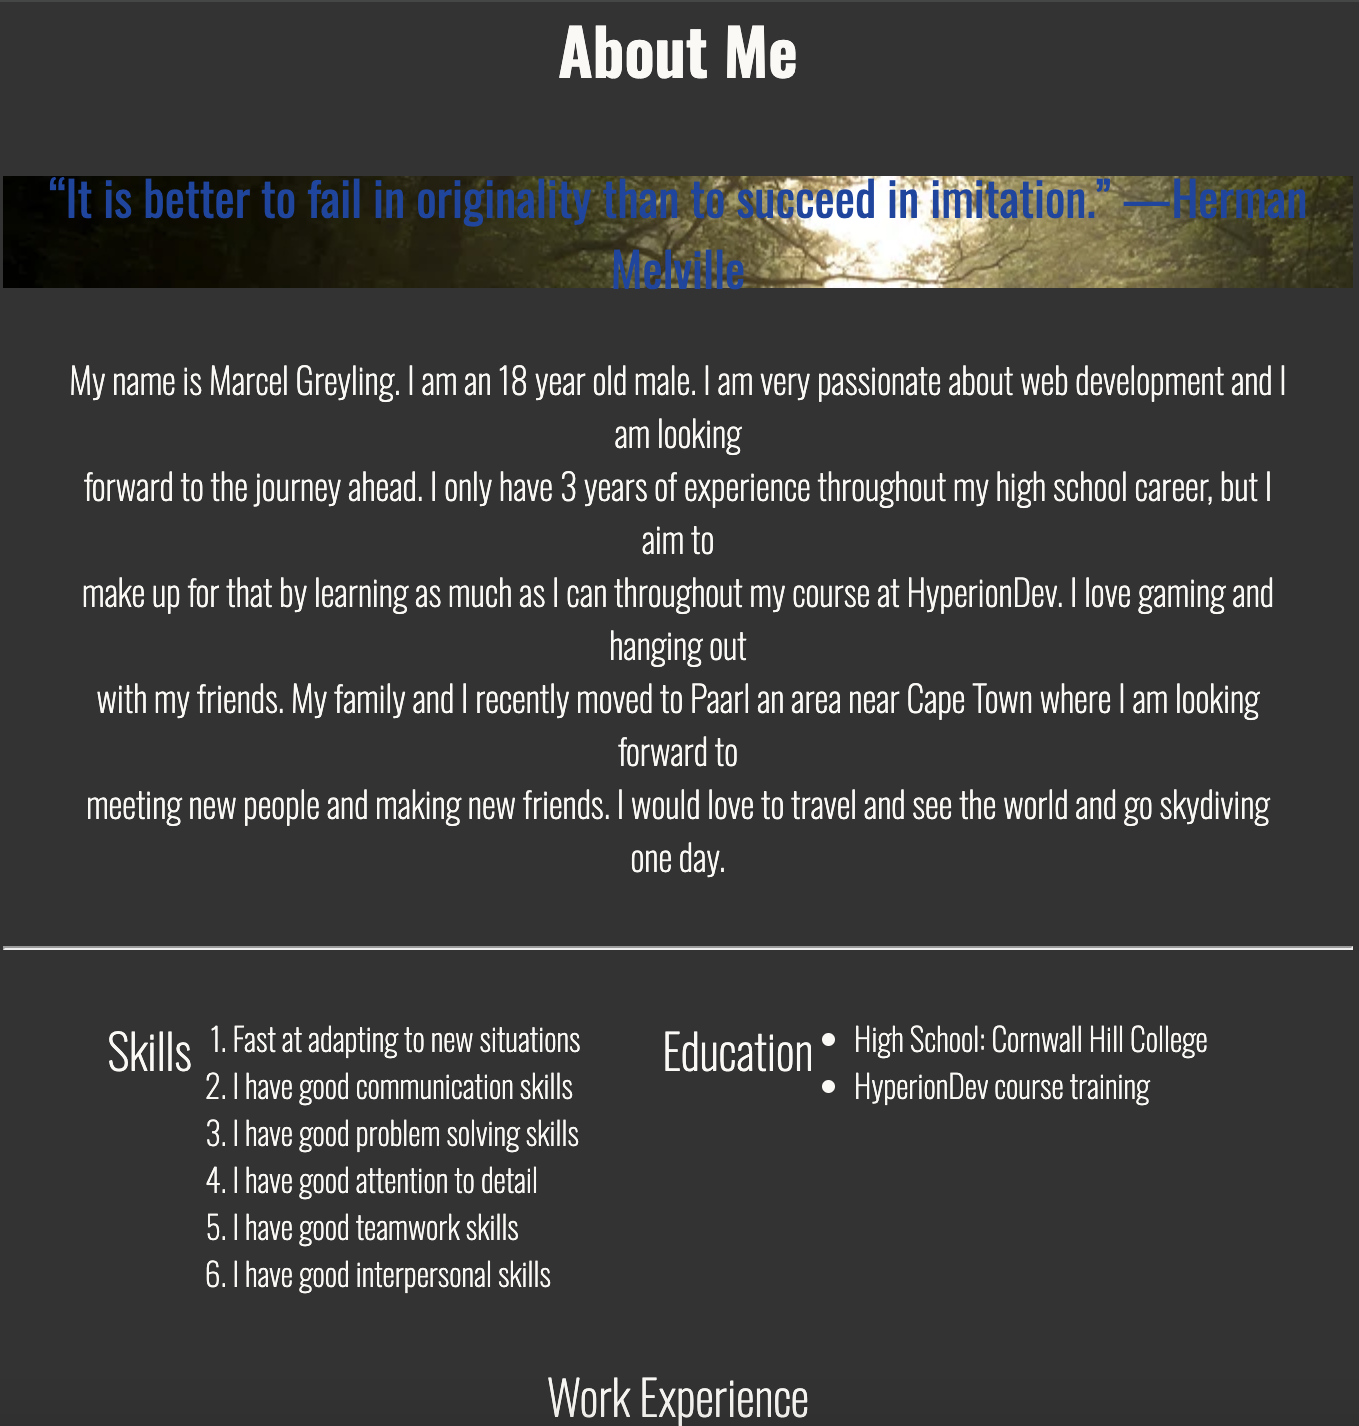 About Me
“It is better to fail in originality than to succeed in imitation.” —Herman
Melville
My name is Marcel Greyling. I am an 18 year old male. I am very passionate about web development and I
am looking
forward to the journey ahead. I only have 3 years of experience throughout my high school career, but I
aim to
make up for that by learning as much as I can throughout my course at HyperionDev. I love gaming and
hanging out
with my friends. My family and I recently moved to Paarl an area near Cape Town where I am looking
forward to
meeting new people and making new friends. I would love to travel and see the world and go skydiving
one day.
Skills
1. Fast at adapting to new situations
2. I have good communication skills
3. I have good problem solving skills
4. I have good attention to detail
5. I have good teamwork skills
6. I have good interpersonal skills
Education
• High School: Cornwall Hill College
• HyperionDev course training
Work Experience